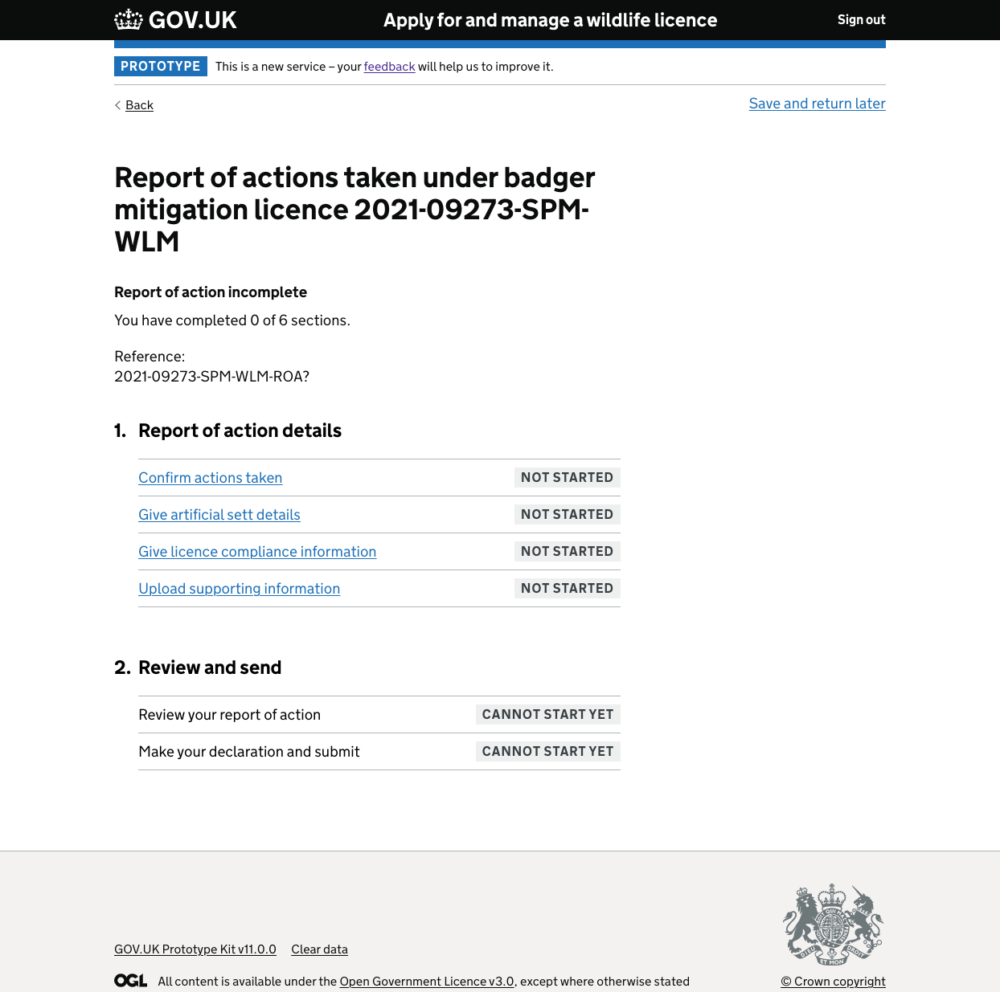 GOV.UK Apply for and manage a wildlife licence Sign out
PROTOTYPE This is a new service – your feedback will help us to improve it.
Back Save and return later
Report of actions taken under badger
mitigation licence 2021-09273-SPM-
WLM
Report of action incomplete
You have completed 0 of 6 sections.
Reference:
2021-09273-SPM-WLM-ROA?
1. Report of action details
Confirm actions taken NOT STARTED
Give artificial sett details NOT STARTED
Give licence compliance information NOT STARTED
Upload supporting information NOT STARTED
2. Review and send
Review your report of action CANNOT START YET
Make your declaration and submit CANNOT START YET
GOV.UK Prototype Kit v11.0.0 Clear data
OGL All content is available under the Open Government Licence v3.0, except where otherwise stated
© Crown copyright